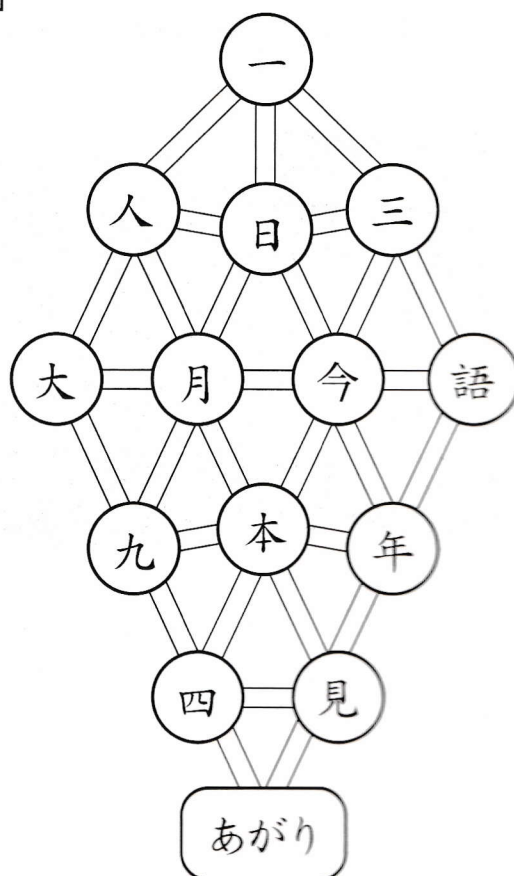 一
人 日 三
大 月 今 語
九 本 年
四 見
あがり